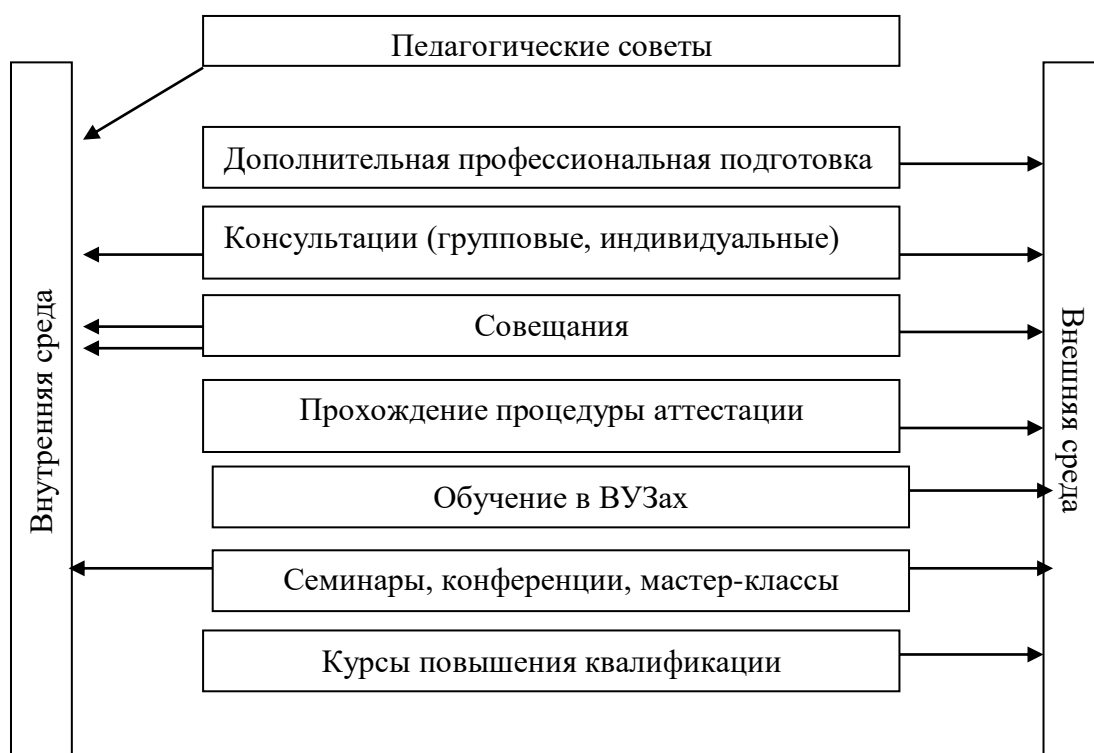 Педагогические советы
Дополнительная профессиональная подготовка
Консультации (групповые, индивидуальные)
Совещания
Прохождение процедуры аттестации
Обучение в ВУЗах
Семинары, конференции, мастер-классы
Курсы повышения квалификации
Внутренняя среда
Внешняя среда